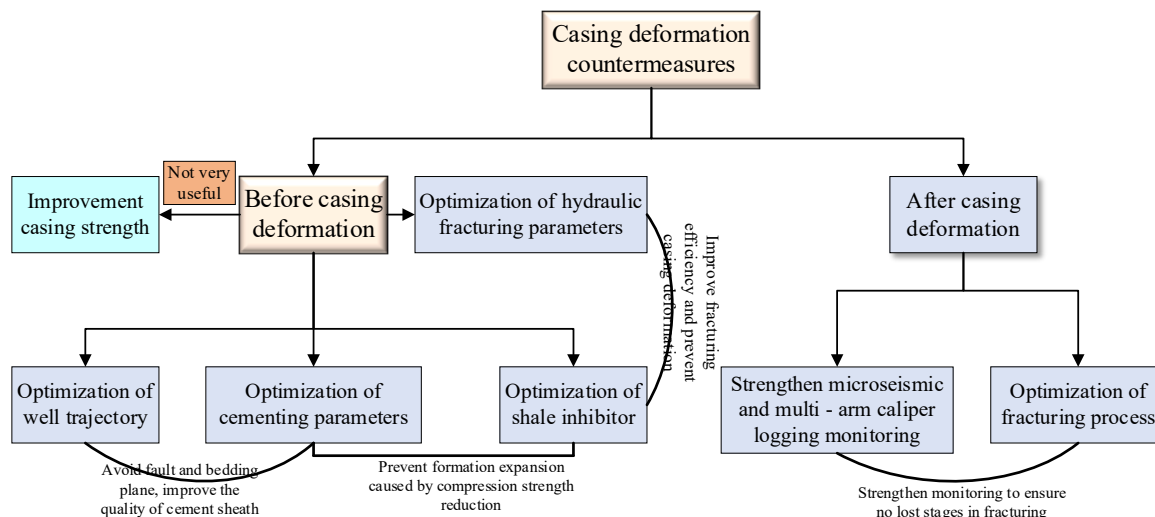 Casing deformation
countermeasures
Not very
useful
Improvement
casing strength
Before casing
deformation
Optimization of hydraulic
fracturing parameters
After casing
deformation
Improve fracturing
efficiency and prevent
casing deformation
Optimization of
well trajectory
Optimization of
cementing parameters
Optimization of
shale inhibitor
Strengthen microseismic
and multi - arm caliper
logging monitoring
Optimization of
fracturing process
Avoid fault and bedding
plane, improve the
quality of cement sheath
Prevent formation expansion
caused by compression strength
reduction
Strengthen monitoring to ensure
no lost stages in fracturing